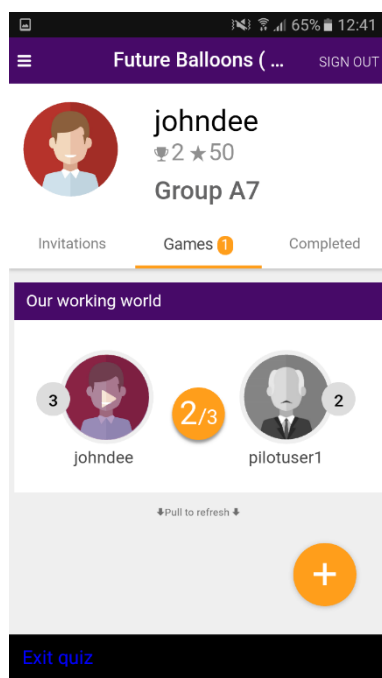 65% 12:41
Future Balloons ( ... SIGN OUT
johndee
2 ★50
Group A7
Invitations Games 1 Completed
Our working world
3 2/3 2
johndee pilotuser1
⬇Pull to refresh⬇
+
Exit quiz